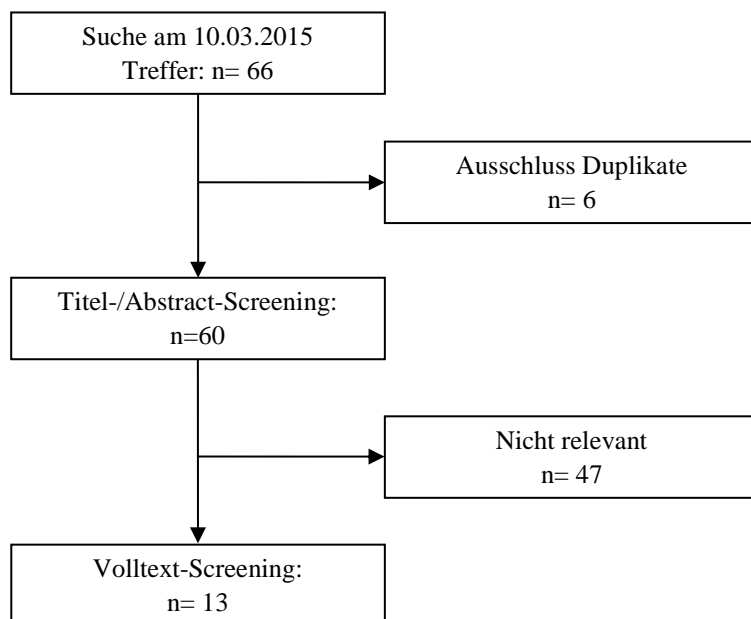 Suche am 10.03.2015
Treffer: n= 66
Ausschluss Duplikate
n= 6
Titel-/Abstract-Screening:
n=60
Nicht relevant
n= 47
Volltext-Screening:
n= 13